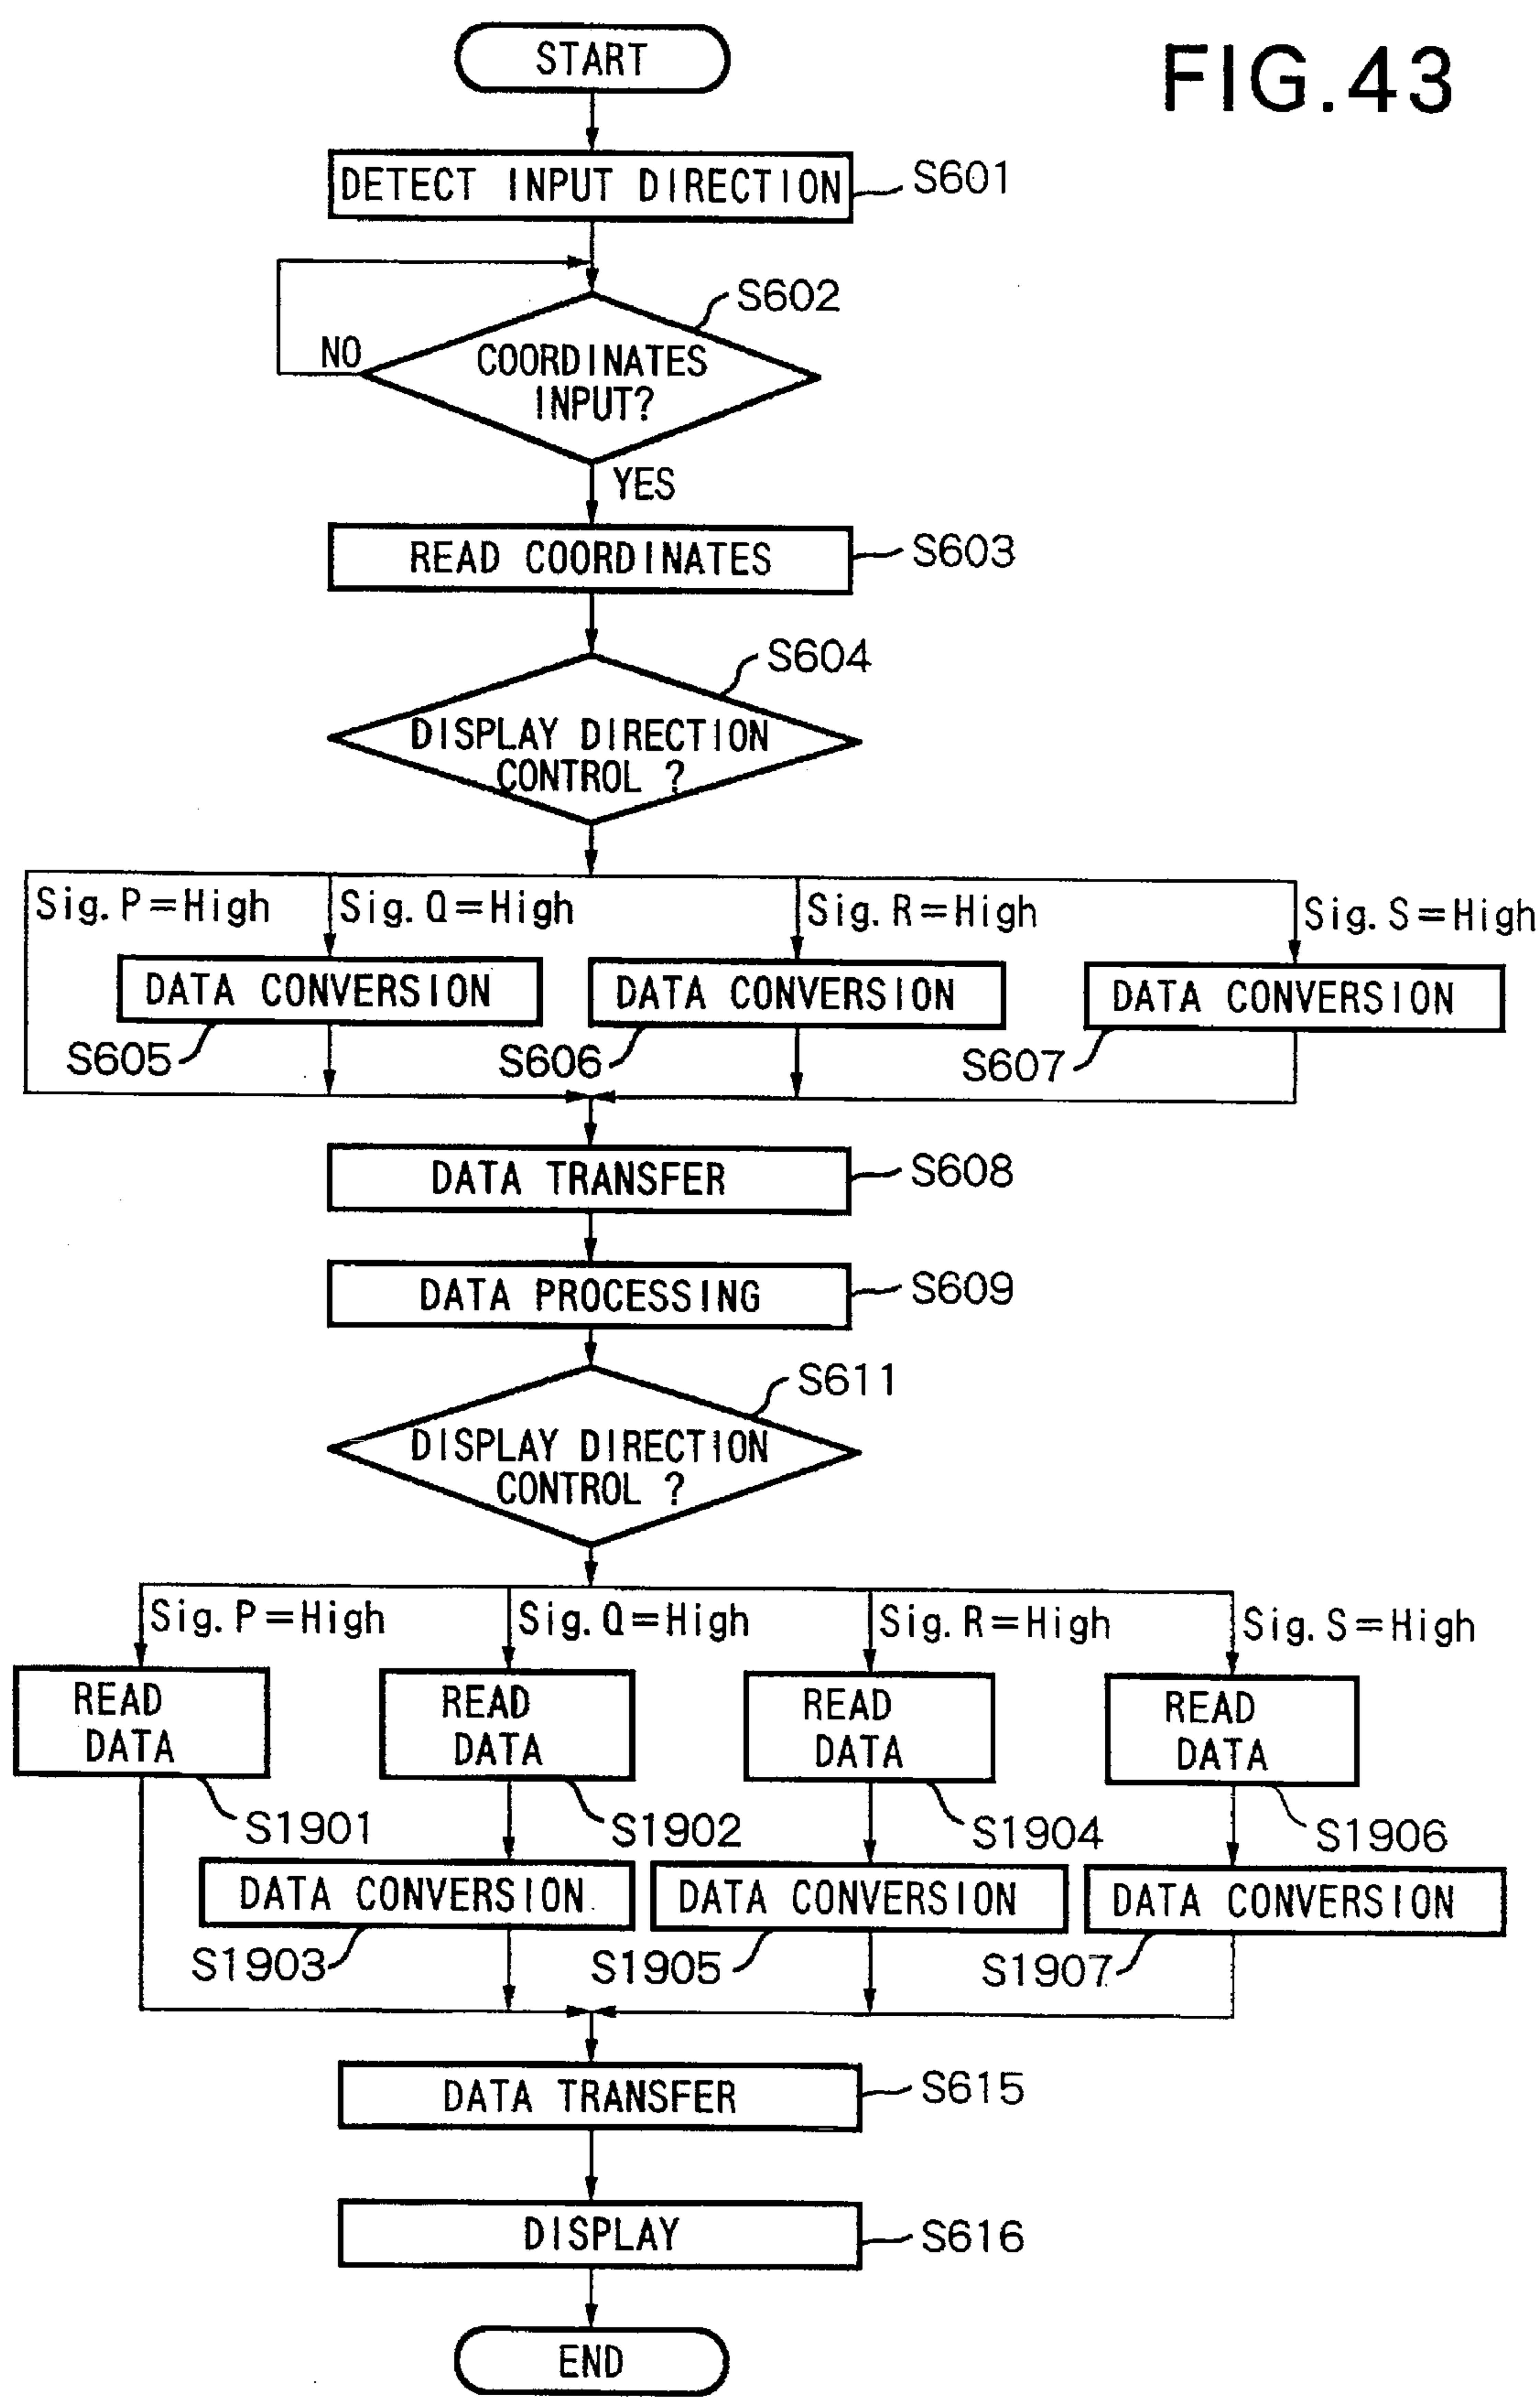 START
FIG.43
DETECT INPUT DIRECTION
S601
S602
NO
COORDINATES
INPUT?
YES
READ COORDINATES
S603
S604
DISPLAY DIRECTION
CONTROL ?
Sig. P=High
Sig. Q=High
Sig. R=High
Sig. S=High
DATA CONVERSION
DATA CONVERSION
DATA CONVERSION
S605
S606
S607
DATA TRANSFER
S608
DATA PROCESSING
S609
S611
DISPLAY DIRECTION
CONTROL ?
Sig. P=High
Sig. Q=High
Sig. R=High
Sig. S=High
READ
DATA
READ
DATA
READ
DATA
READ
DATA
S1901
S1902
S1904
S1906
DATA CONVERSION
DATA CONVERSION
DATA CONVERSION
S1903
S1905
S1907
DATA TRANSFER
S615
DISPLAY
S616
END